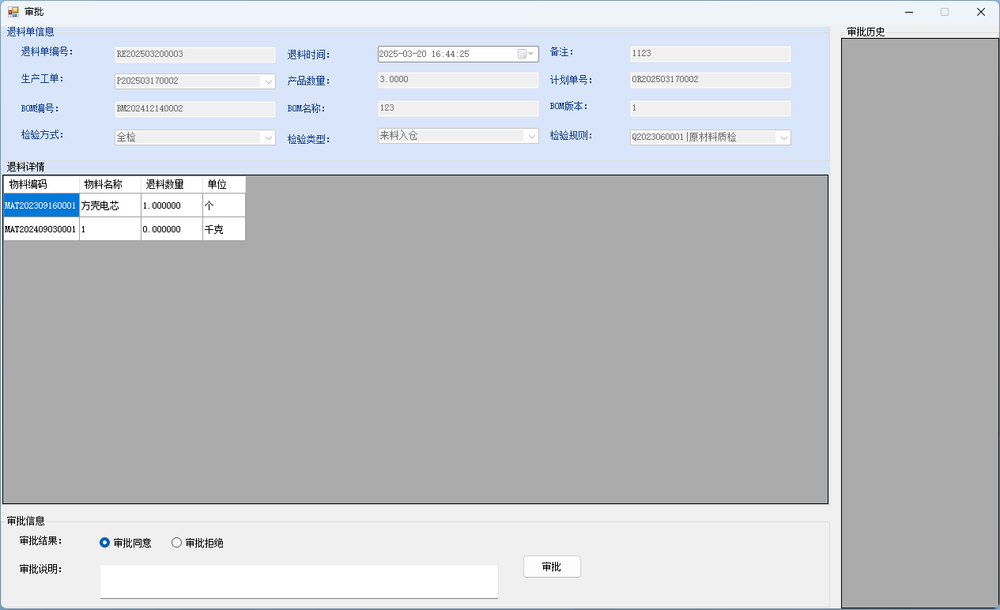 审批
退料单信息
退料单编号: RE202503200003 退料时间: 2025-03-20 16:44:25 备注: 1123
生产工单: P202503170002 产品数量: 3.0000 计划单号: OR202503170002
BOM编号: BM202412140002 BOM名称: 123 BOM版本: 1
检验方式: 全检 检验类型: 来料入仓 检验规则: Q2023060001|原材料质检
退料详情
物料编码 物料名称 退料数量 单位
MAT202309160001 方壳电芯 1.000000 个
MAT202409030001 1 0.000000 千克
审批信息
审批结果: 审批同意 审批拒绝
审批说明: 审批
审批历史